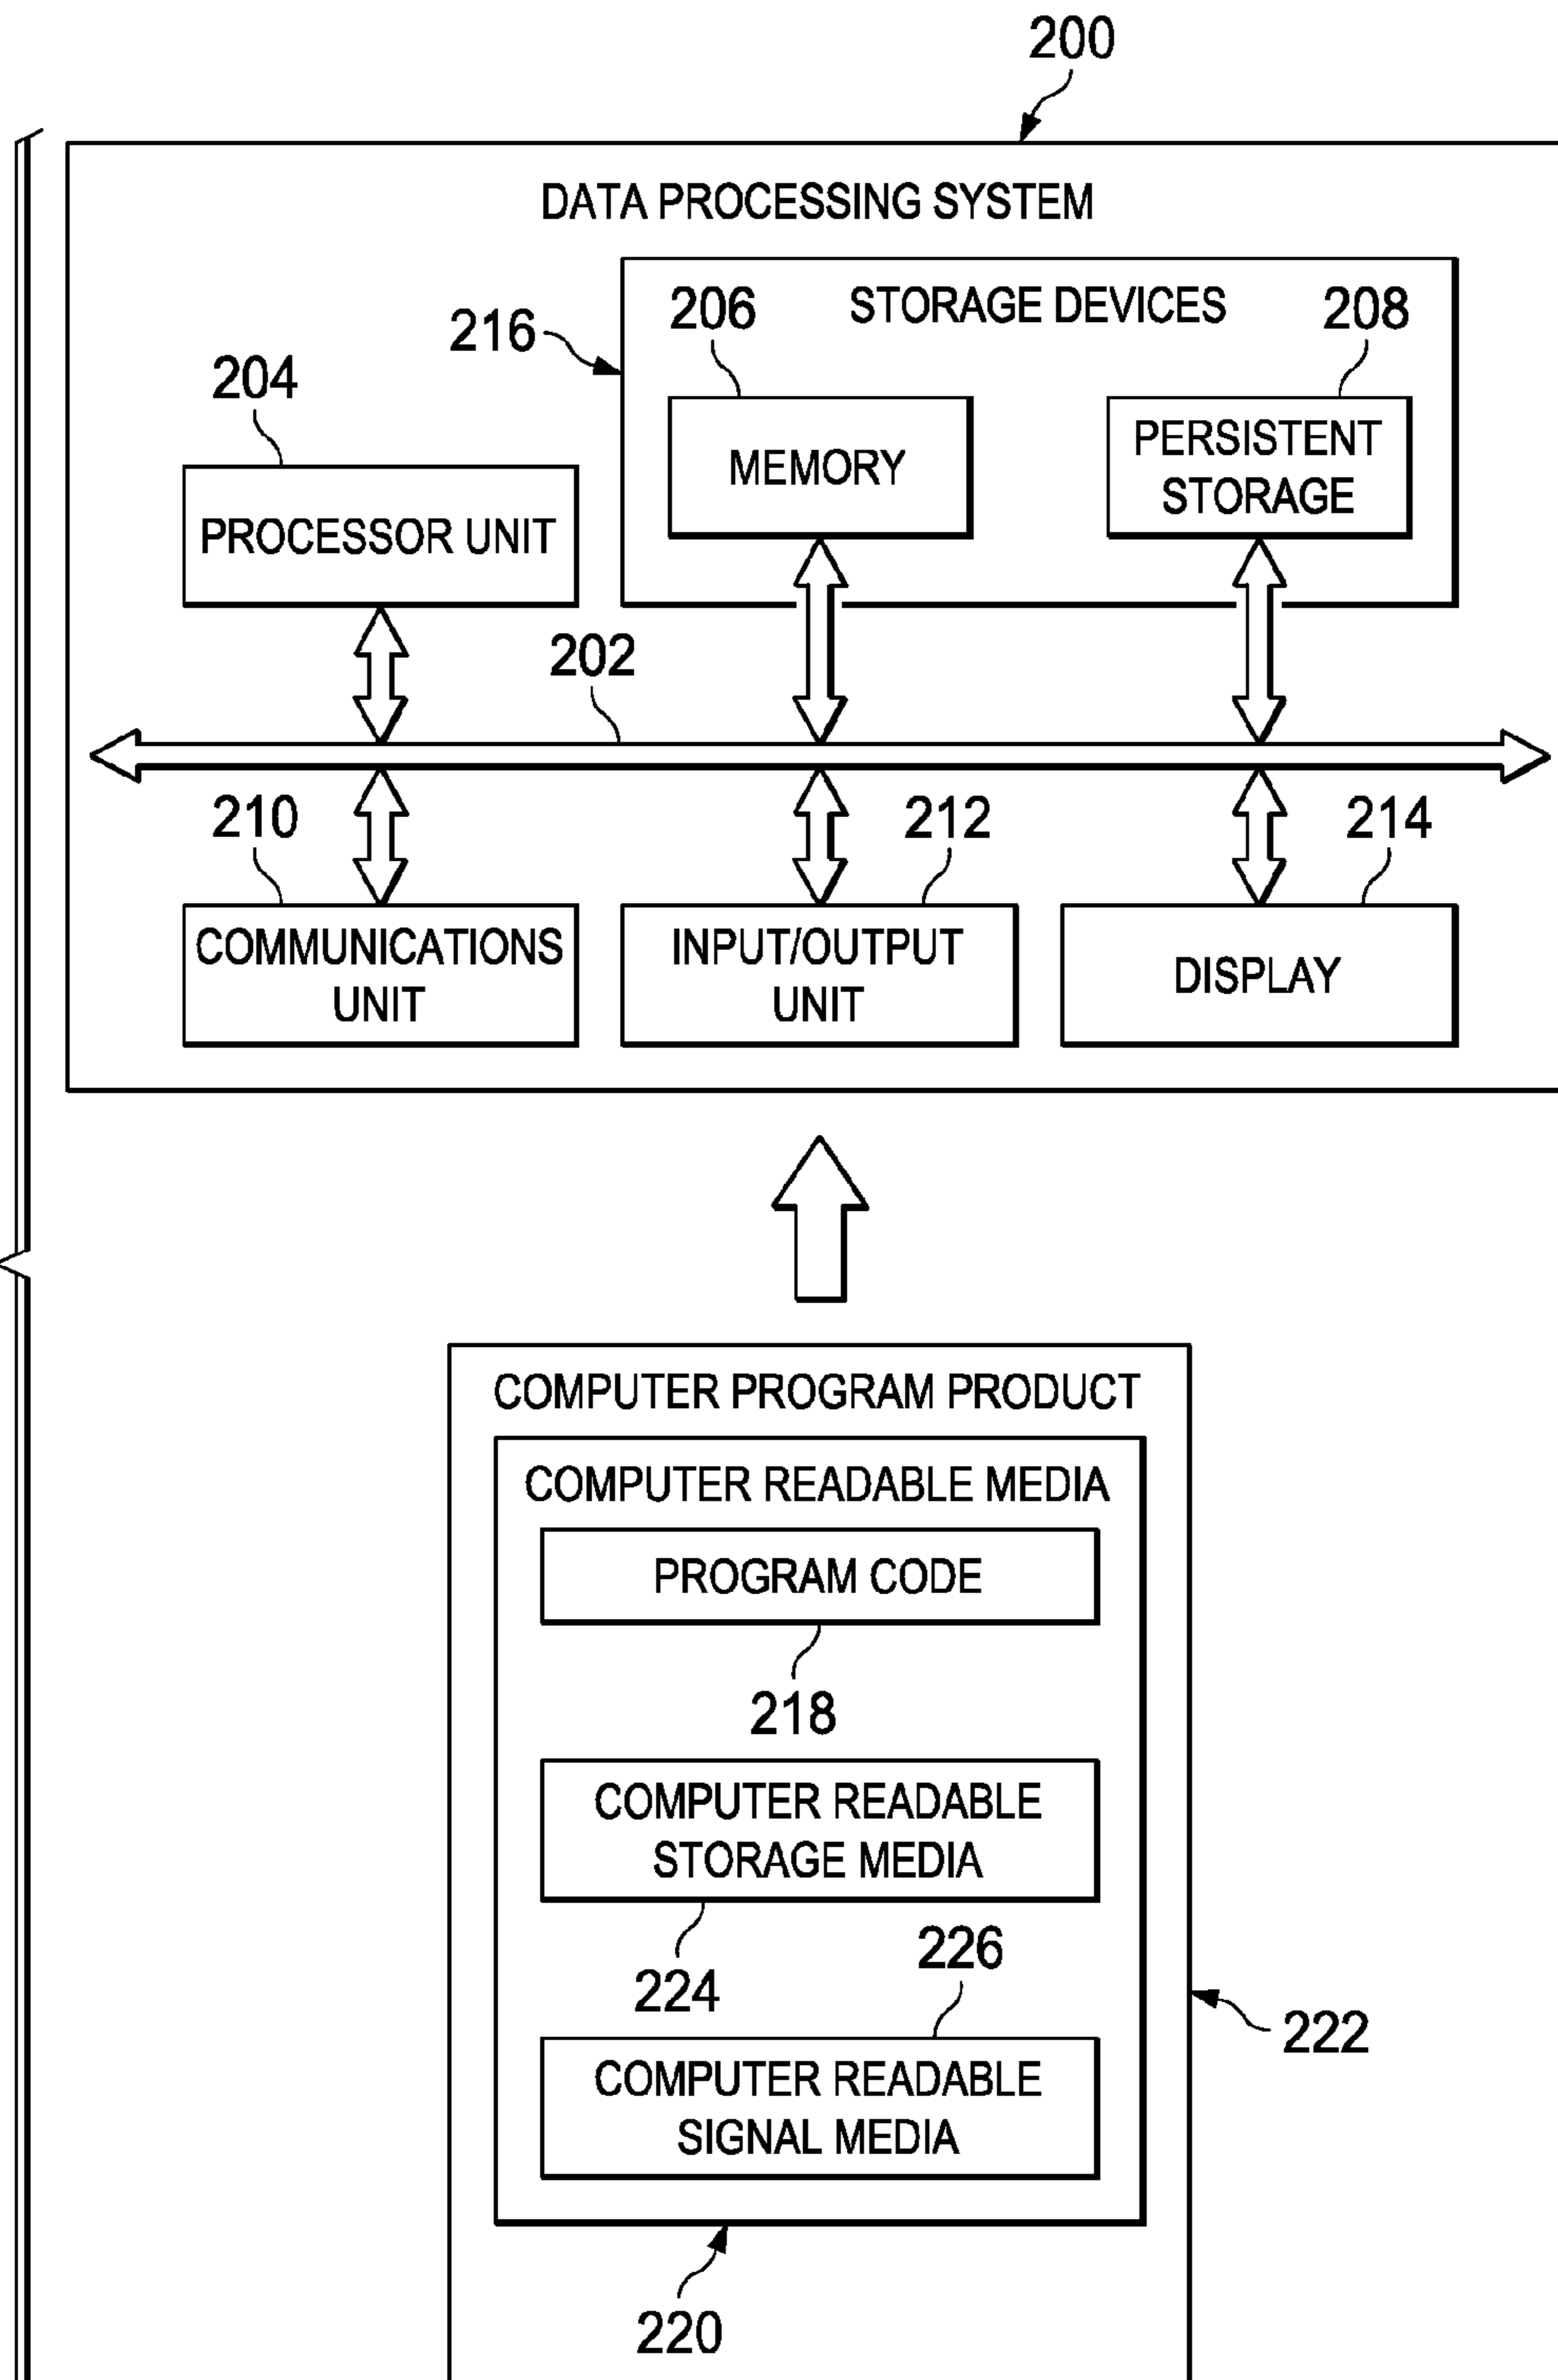 200
DATA PROCESSING SYSTEM
STORAGE DEVICES
216
206
208
204
MEMORY
PERSISTENT
STORAGE
PROCESSOR UNIT
202
210
212
214
COMMUNICATIONS
UNIT
INPUT/OUTPUT
UNIT
DISPLAY
COMPUTER PROGRAM PRODUCT
COMPUTER READABLE MEDIA
PROGRAM CODE
218
COMPUTER READABLE
STORAGE MEDIA
224
226
222
COMPUTER READABLE
SIGNAL MEDIA
220